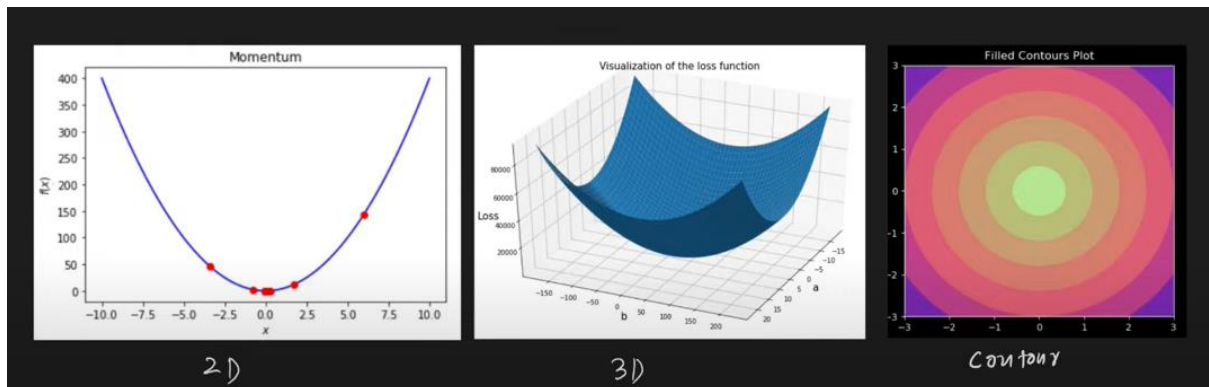 Momentum
400
350
300
250
200
150
100
50
0
f(x)
−10.0 −7.5 −5.0 −2.5 0.0 2.5 5.0 7.5 10.0
x
2D
Visualization of the loss function
80000
60000
40000
20000
Loss
−150 −100 −50 0 50 100 150 200
b
20 15 10 5 0 −5 −10 −15
a
3D
Filled Contours Plot
3
2
1
0
−1
−2
−3
−3 −2 −1 0 1 2 3
Contour